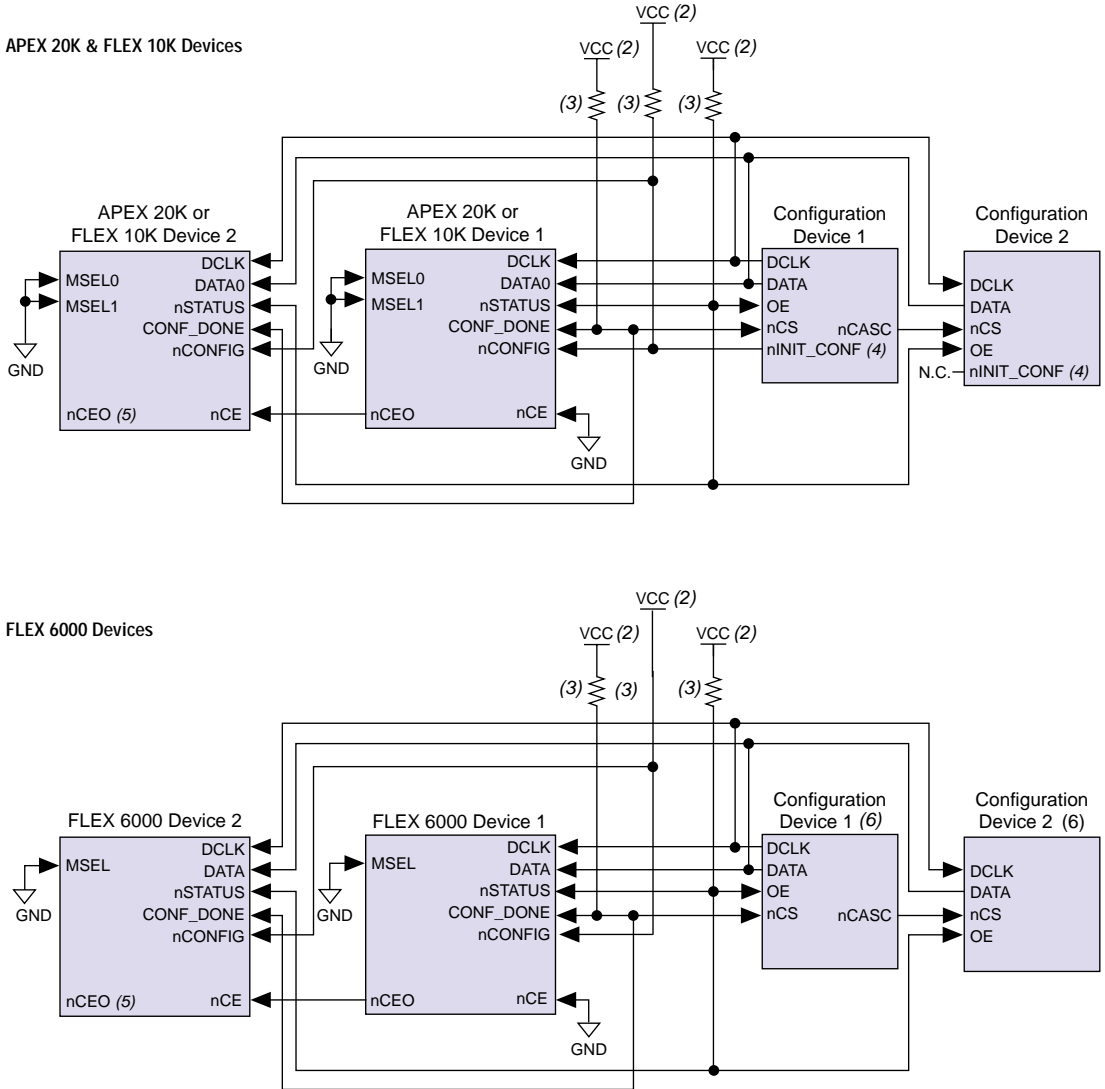 VCC (2)
APEX 20K & FLEX 10K Devices
VCC (2)
VCC (2)
(3)
(3)
(3)
APEX 20K or
FLEX 10K Device 2
MSEL0
MSEL1
GND
DCLK
DATA0
nSTATUS
CONF_DONE
nCONFIG
nCEO (5)
nCE
APEX 20K or
FLEX 10K Device 1
MSEL0
MSEL1
GND
DCLK
DATA0
nSTATUS
CONF_DONE
nCONFIG
nCEO
nCE
GND
Configuration
Device 1
DCLK
DATA
OE
nCS
nCASC
nINIT_CONF (4)
Configuration
Device 2
DCLK
DATA
nCS
OE
N.C.
nINIT_CONF (4)
VCC (2)
FLEX 6000 Devices
VCC (2)
VCC (2)
(3)
(3)
(3)
FLEX 6000 Device 2
MSEL
GND
DCLK
DATA
nSTATUS
CONF_DONE
nCONFIG
nCEO (5)
nCE
FLEX 6000 Device 1
MSEL
GND
DCLK
DATA
nSTATUS
CONF_DONE
nCONFIG
nCEO
nCE
GND
Configuration
Device 1 (6)
DCLK
DATA
OE
nCS
nCASC
Configuration
Device 2 (6)
DCLK
DATA
nCS
OE